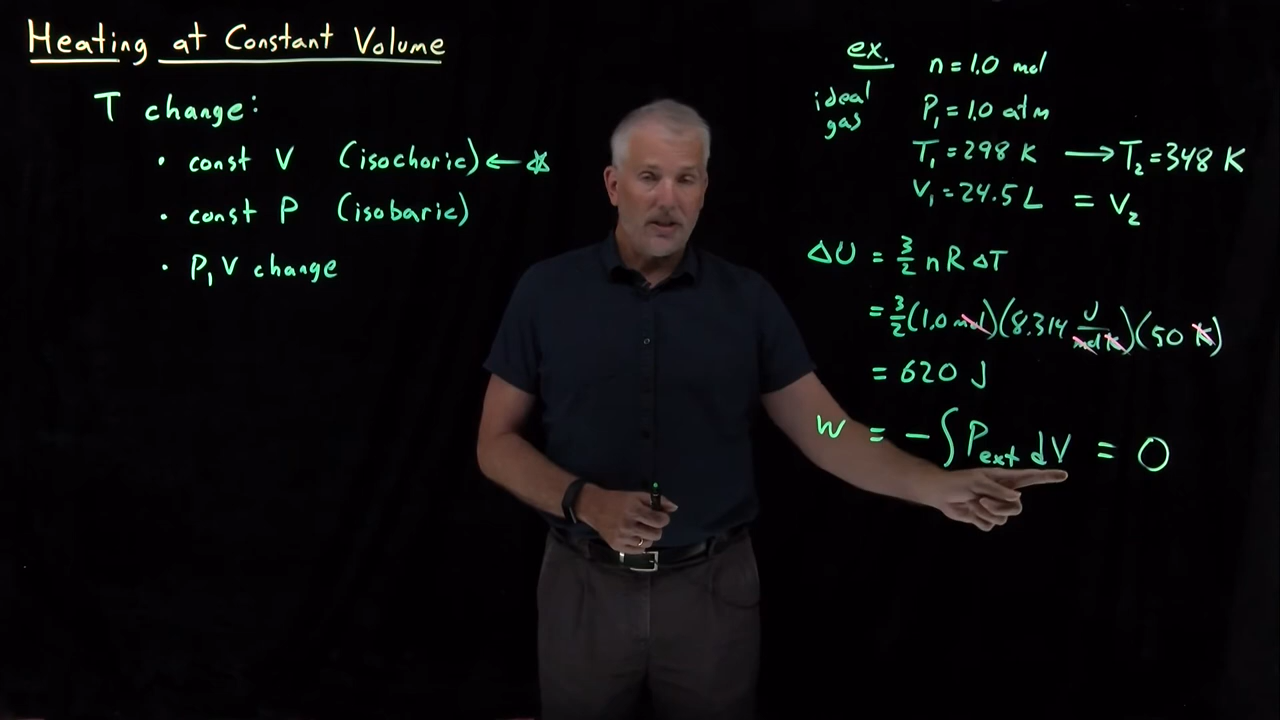 Heating at Constant Volume
T change:
• const V (isochoric) ← ☆
• const P (isobaric)
• P, V change
ex.
ideal gas
n = 1.0 mol
P₁ = 1.0 atm
T₁ = 298 K → T₂ = 348 K
V₁ = 24.5 L = V₂
ΔU = 3/2 n R ΔT
= 3/2 (1.0 mol)(8.314 J/mol K)(50 K)
= 620 J
w = -∫ P_ext dV = 0